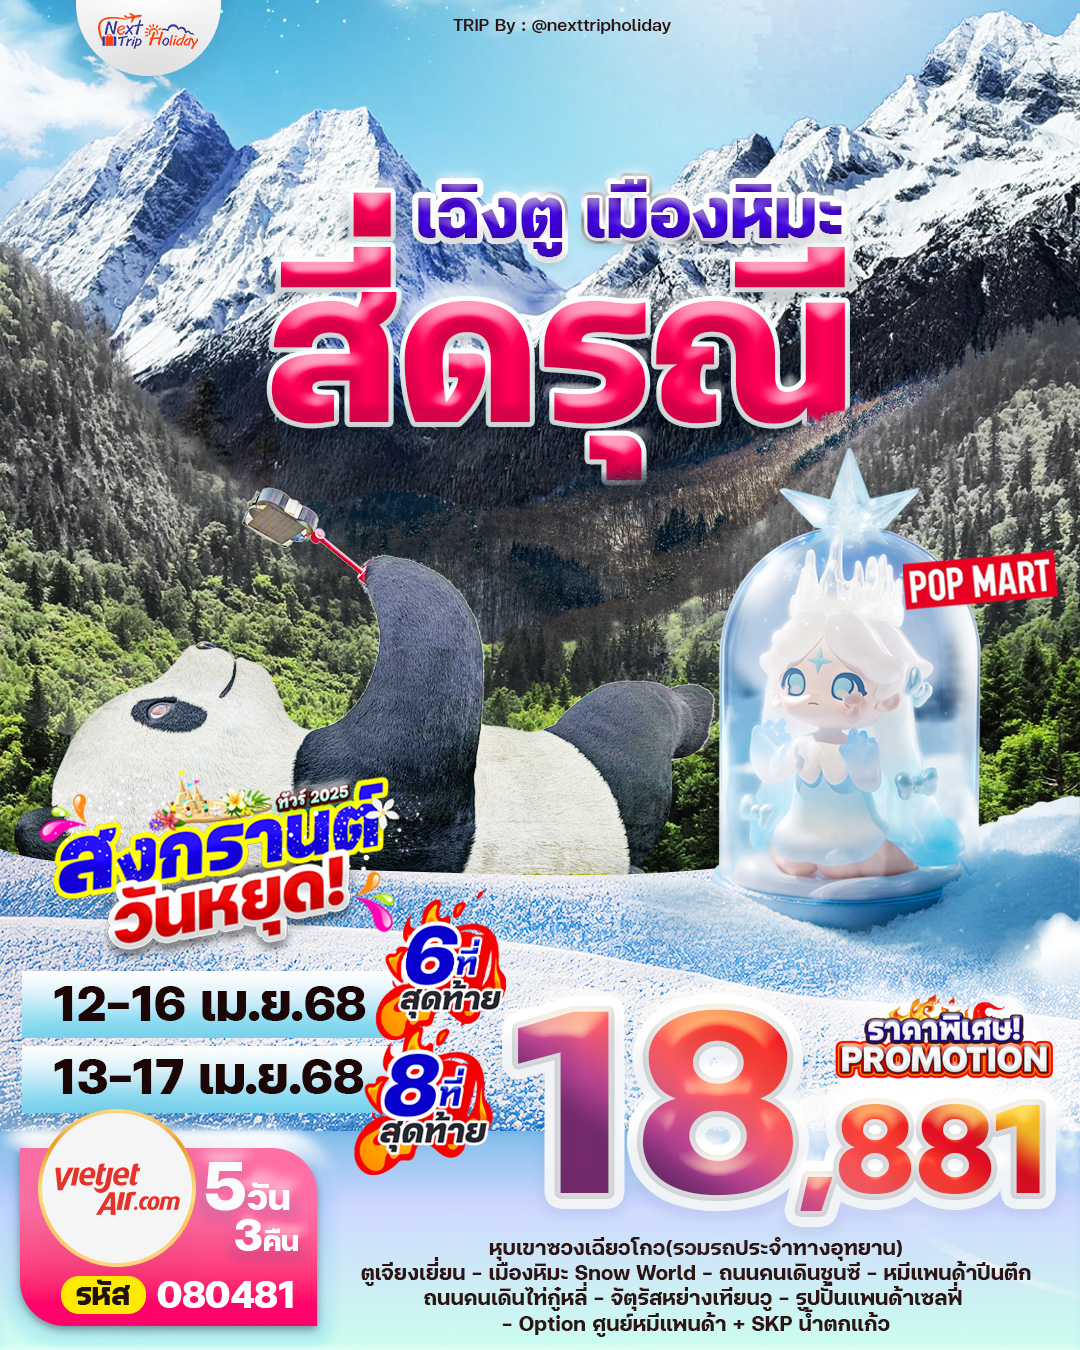 Next Trip Holiday
TRIP By : @nexttripholiday
เฉิงตู เมืองหิมะ
สี่ดรุณี
POP MART
ทัวร์ 2025
สงกรานต์
วันหยุด!
12-16 เม.ย.68
6ที่
สุดท้าย
13-17 เม.ย.68
8ที่
สุดท้าย
ราคาพิเศษ!
PROMOTION
18,881
vietjet
Air.com
5วัน
3คืน
รหัส 080481
หุบเขาซวงเฉียวโกว(รวมรถประจำทางอุทยาน)
ตูเจียงเยี่ยน - เมืองหิมะ Snow World - ถนนคนเดินชุนซี - หมีแพนด้าปีนตึก
ถนนคนเดินไท่กู๋หลี่ - จัตุรัสหย่างเทียนวู - รูปปั้นแพนด้าเซลฟี่
- Option ศูนย์หมีแพนด้า + SKP น้ำตกแก้ว